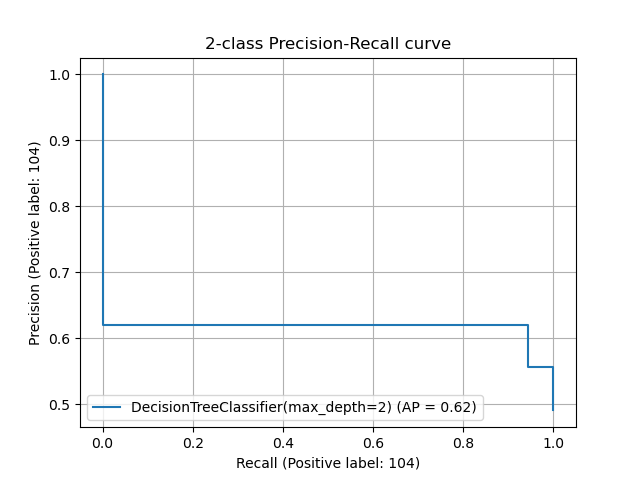 2-class Precision-Recall curve
Precision (Positive label: 104)
1.0
0.9
0.8
0.7
0.6
0.5
DecisionTreeClassifier(max_depth=2) (AP = 0.62)
0.0 0.2 0.4 0.6 0.8 1.0
Recall (Positive label: 104)